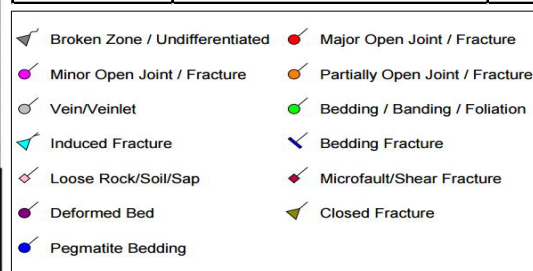 Broken Zone / Undifferentiated Major Open Joint / Fracture
Minor Open Joint / Fracture Partially Open Joint / Fracture
Vein/Veinlet Bedding / Banding / Foliation
Induced Fracture Bedding Fracture
Loose Rock/Soil/Sap Microfault/Shear Fracture
Deformed Bed Closed Fracture
Pegmatite Bedding